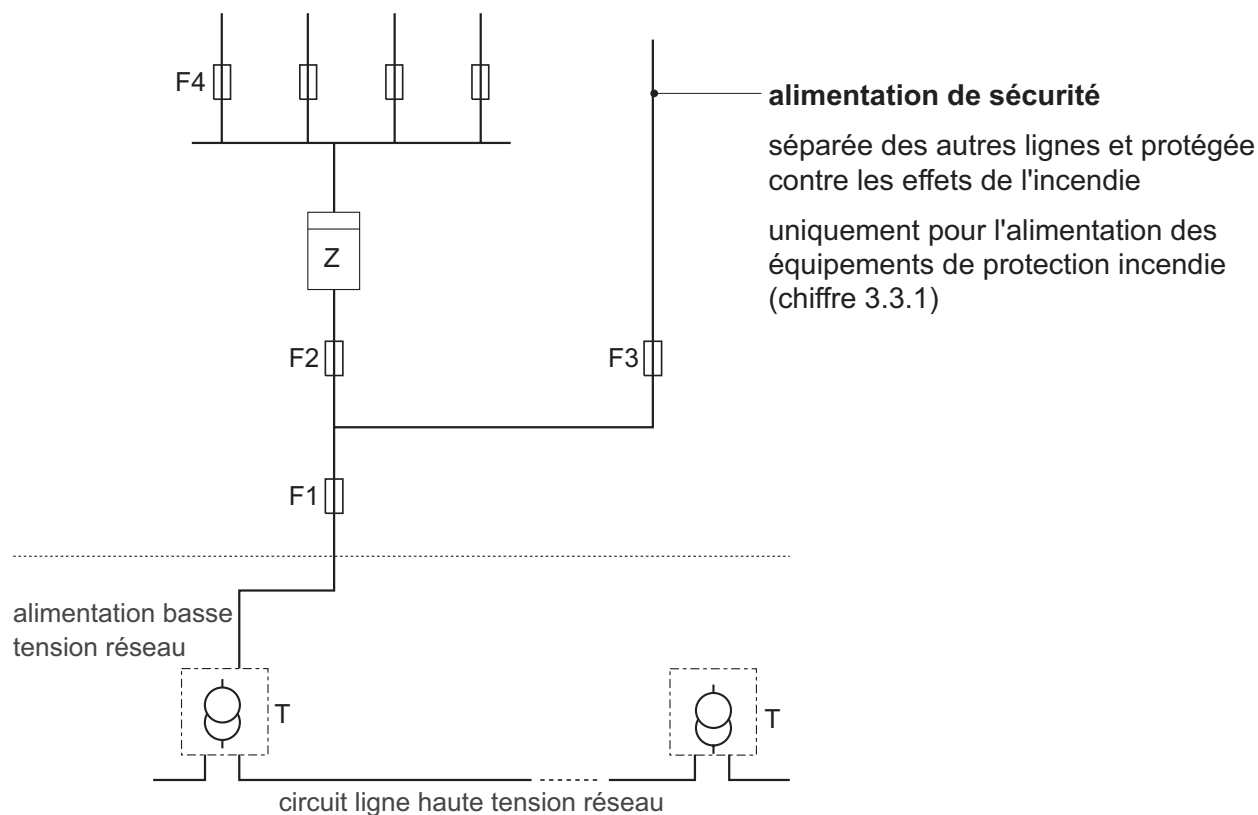 F4
alimentation de sécurité
séparée des autres lignes et protégée
contre les effets de l'incendie
uniquement pour l'alimentation des
équipements de protection incendie
(chiffre 3.3.1)
Z
F2
F3
F1
alimentation basse
tension réseau
T
T
circuit ligne haute tension réseau